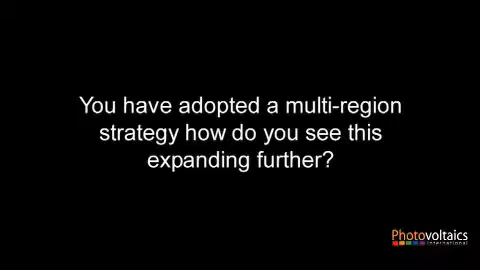 You have adopted a multi-region
strategy how do you see this
expanding further?
Photovoltaics
international